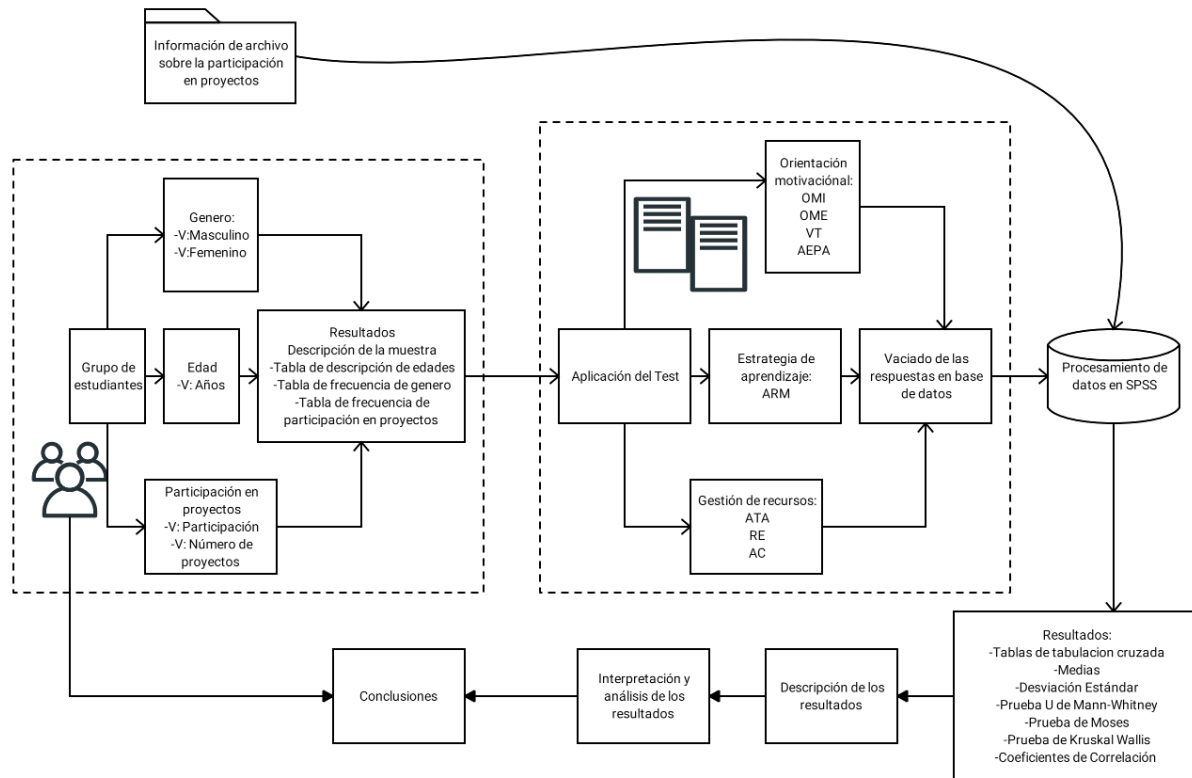 Información de archivo
sobre la participación
en proyectos
Genero:
-V:Masculino
-V:Femenino
Grupo de
estudiantes
Edad
-V: Años
Resultados
Descripción de la muestra
-Tabla de descripción de edades
-Tabla de frecuencia de genero
-Tabla de frecuencia de
participación en proyectos
Participación en
proyectos
-V: Participación
-V: Número de
proyectos
Orientación
motivaciónal:
OMI
OME
VT
AEPA
Aplicación del Test
Estrategia de
aprendizaje:
ARM
Vaciado de las
respuestas en base
de datos
Gestión de recursos:
ATA
RE
AC
Procesamiento de
datos en SPSS
Resultados:
-Tablas de tabulacion cruzada
-Medias
-Desviación Estándar
-Prueba U de Mann-Whitney
-Prueba de Moses
-Prueba de Kruskal Wallis
-Coeficientes de Correlación
Descripción de los
resultados
Interpretación y
análisis de los
resultados
Conclusiones